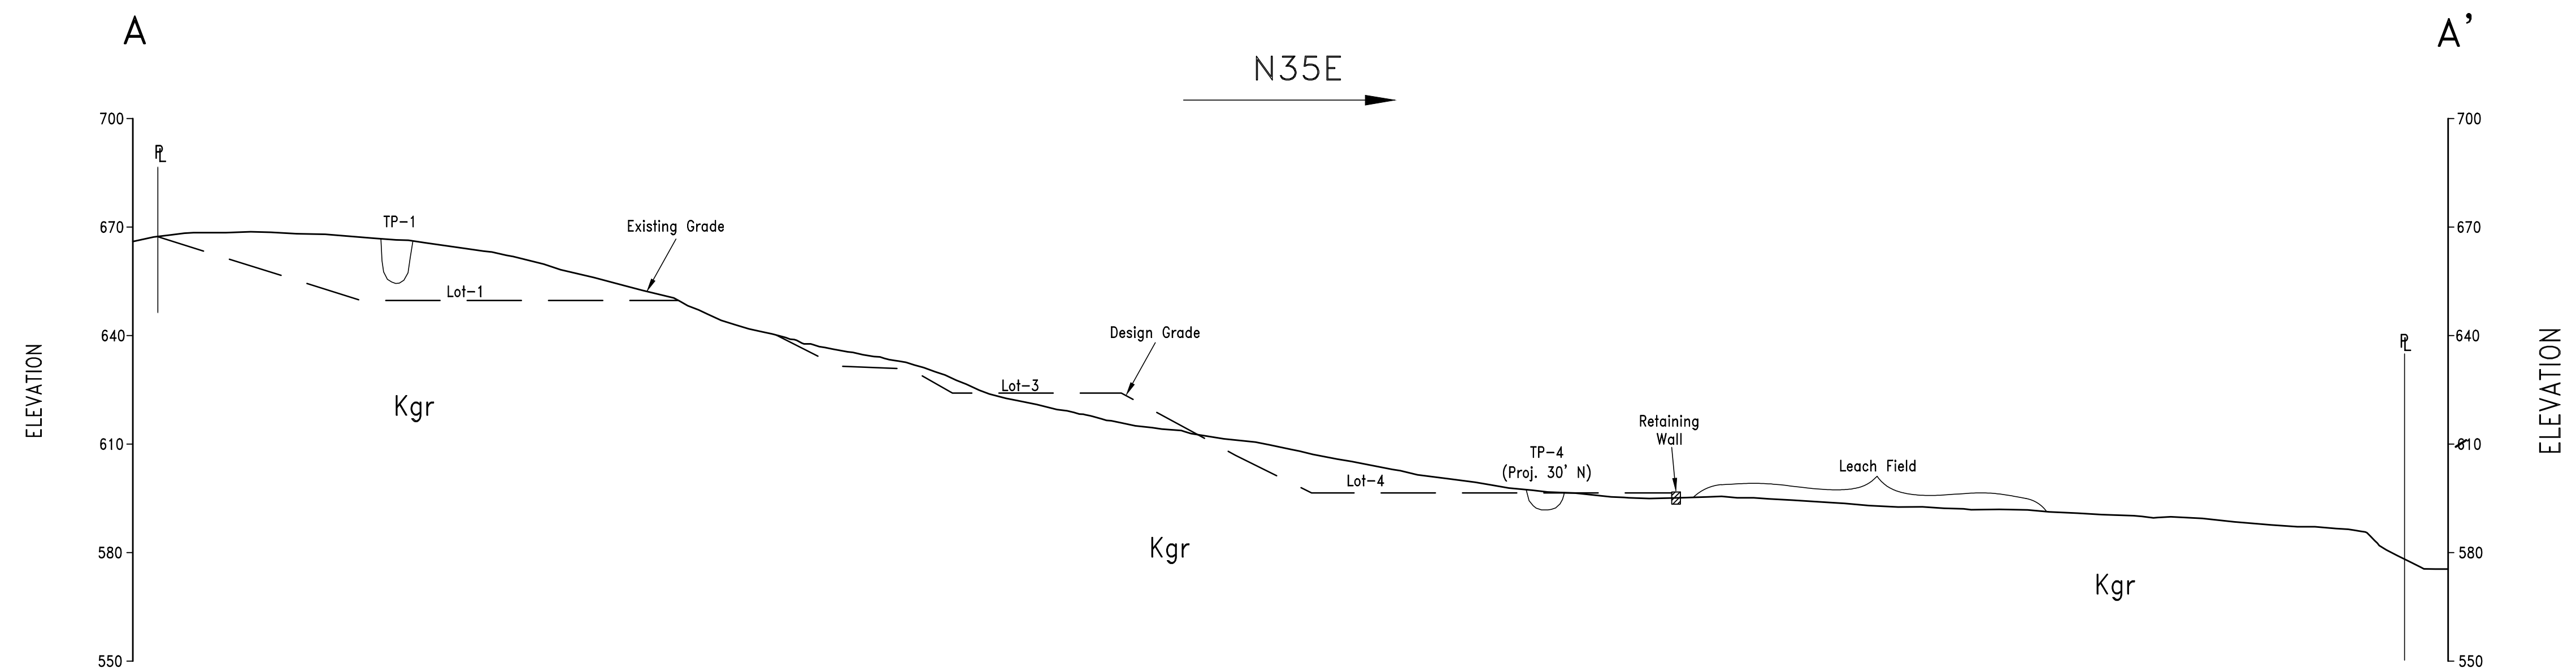 A
A'
N35E
700
700
PL
670
TP-1
Existing Grade
670
Lot-1
640
Design Grade
640
PL
ELEVATION
ELEVATION
Lot-3
Kgr
610
Retaining
Wall
610
TP-4
(Proj. 30' N)
Leach Field
Lot-4
580
Kgr
580
Kgr
550
550